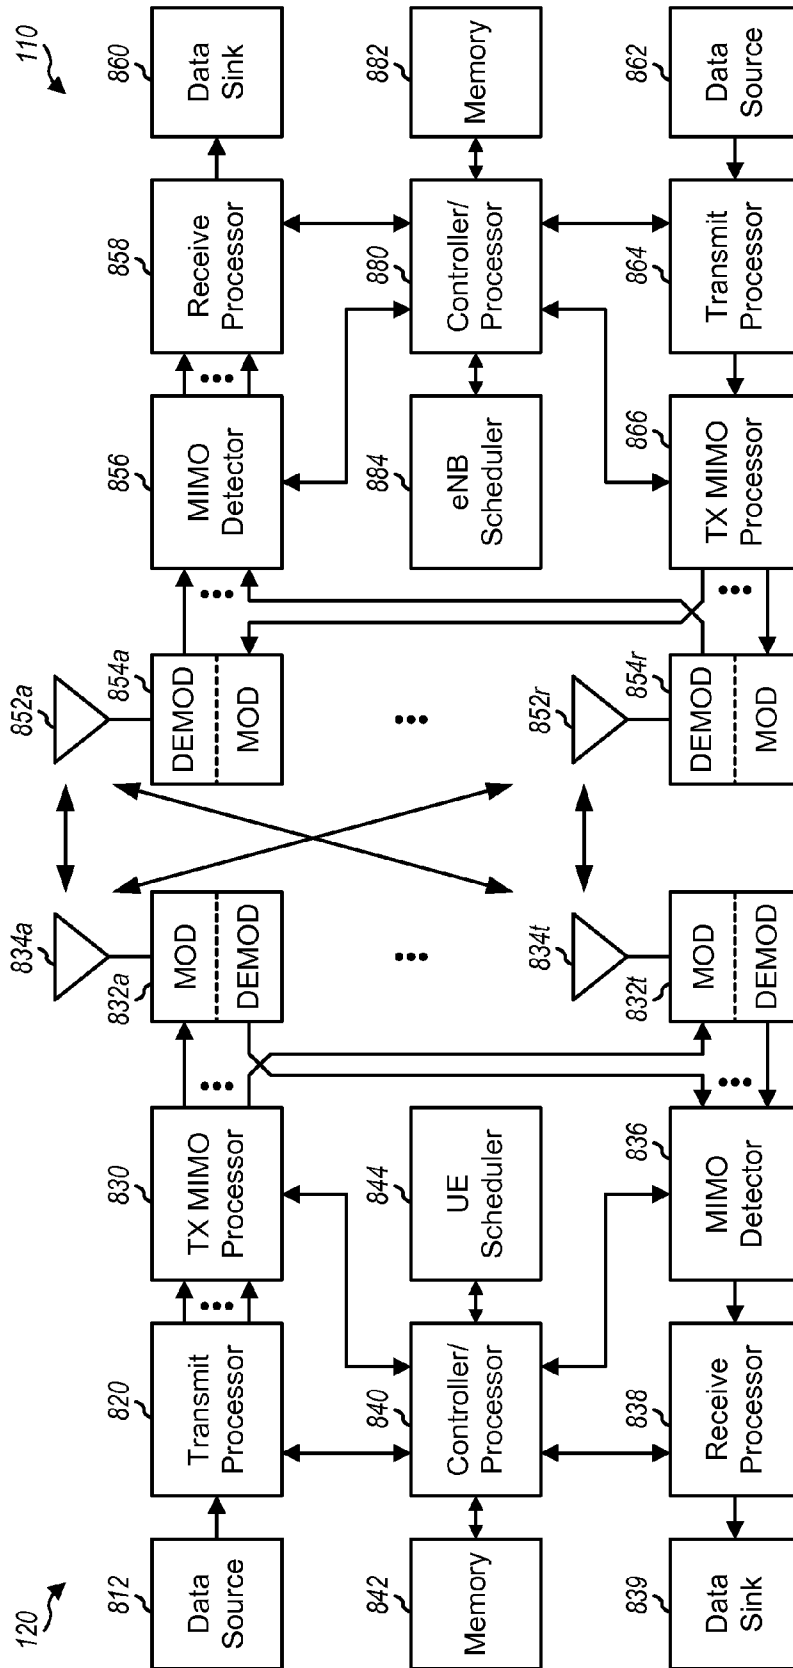 120
110
812
Data
Source
820
Transmit
Processor
830
TX MIMO
Processor
832a
834a
MOD
DEMOD
852a
854a
DEMOD
MOD
856
MIMO
Detector
858
Receive
Processor
860
Data
Sink
842
Memory
840
Controller/
Processor
844
UE
Scheduler
884
eNB
Scheduler
880
Controller/
Processor
882
Memory
839
Data
Sink
838
Receive
Processor
836
MIMO
Detector
832t
834t
MOD
DEMOD
852r
854r
DEMOD
MOD
866
TX MIMO
Processor
864
Transmit
Processor
862
Data
Source